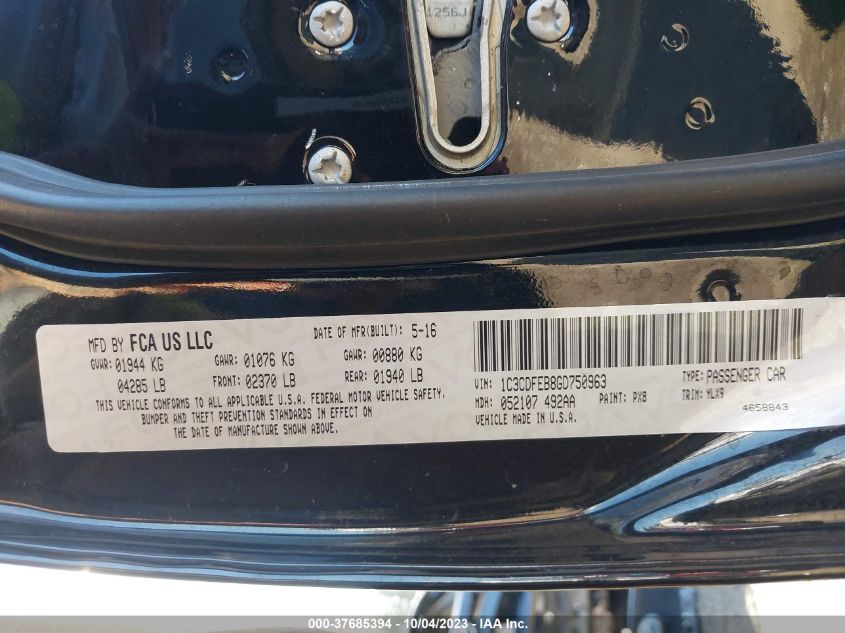 1256J
MFD BY FCA US LLC DATE OF MFR(BUILT): 5-16
GVWR: 01944 KG GAWR: 01076 KG GAWR: 00880 KG
04285 LB FRONT: 02370 LB REAR: 01940 LB
THIS VEHICLE CONFORMS TO ALL APPLICABLE U.S.A. FEDERAL MOTOR VEHICLE SAFETY,
BUMPER AND THEFT PREVENTION STANDARDS IN EFFECT ON
THE DATE OF MANUFACTURE SHOWN ABOVE.
VIN: 1C3CDFEB8GD750963 TYPE: PASSENGER CAR
MDH: 052107 492AA PAINT: PX8 TRIM: MLX9
VEHICLE MADE IN U.S.A. 4658843
000-37685394 - 10/04/2023 - IAA Inc.